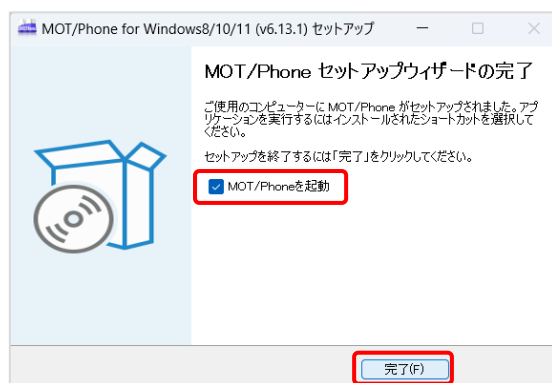 MOT/Phone for Windows8/10/11 (v6.13.1) セットアップ
MOT/Phone セットアップウィザードの完了
ご使用のコンピューターに MOT/Phone がセットアップされました。アプ
リケーションを実行するにはインストールされたショートカットを選択して
ください。
セットアップを終了するには「完了」をクリックしてください。
MOT/Phoneを起動
完了(F)